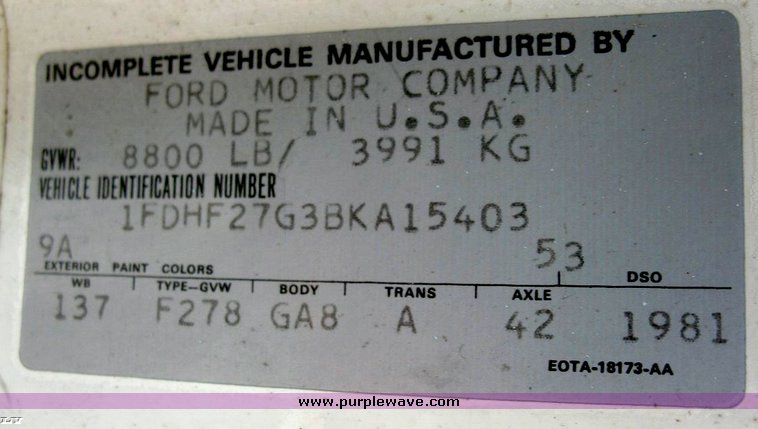 INCOMPLETE VEHICLE MANUFACTURED BY
FORD MOTOR COMPANY
MADE IN U.S.A.
GVWR: 8800 LB/ 3991 KG
VEHICLE IDENTIFICATION NUMBER
1FDHF27G3BKA15403
9A 53
EXTERIOR PAINT COLORS DSO
WB TYPE-GVW BODY TRANS AXLE
137 F278 GA8 A 42 1981
EOTA-18173-AA
www.purplewave.com